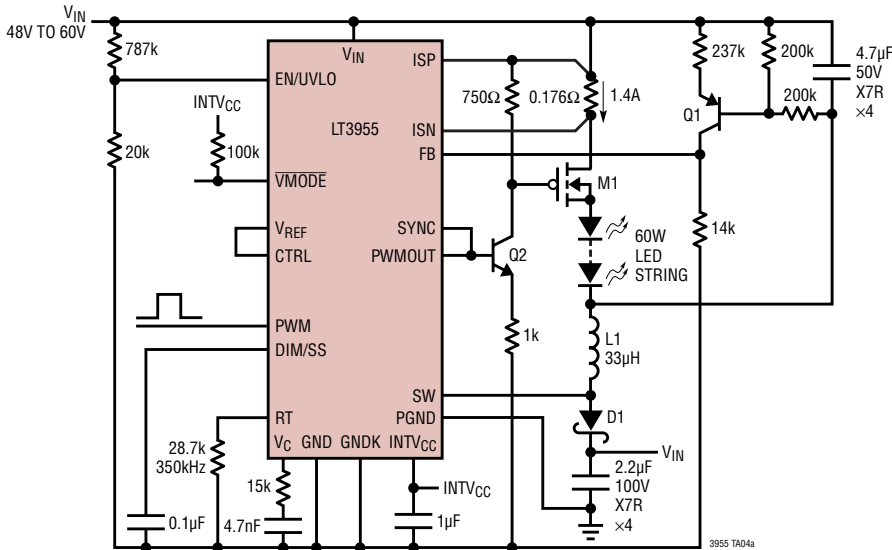 VIN
48V TO 60V
787k
20k
INTVCC
100k
EN/UVLO
VMODE
VREF
CTRL
PWM
DIM/SS
RT
VIN
LT3955
ISP
ISN
FB
SYNC
PWMOUT
SW
PGND
VC GND GNDK INTVCC
28.7k
350kHz
0.1µF
15k
4.7nF
INTVCC
1µF
750Ω
0.176Ω
1.4A
M1
Q2
1k
60W
LED
STRING
L1
33µH
D1
VIN
2.2µF
100V
X7R
×4
237k
200k
200k
Q1
14k
4.7µF
50V
X7R
×4
3955 TA04a